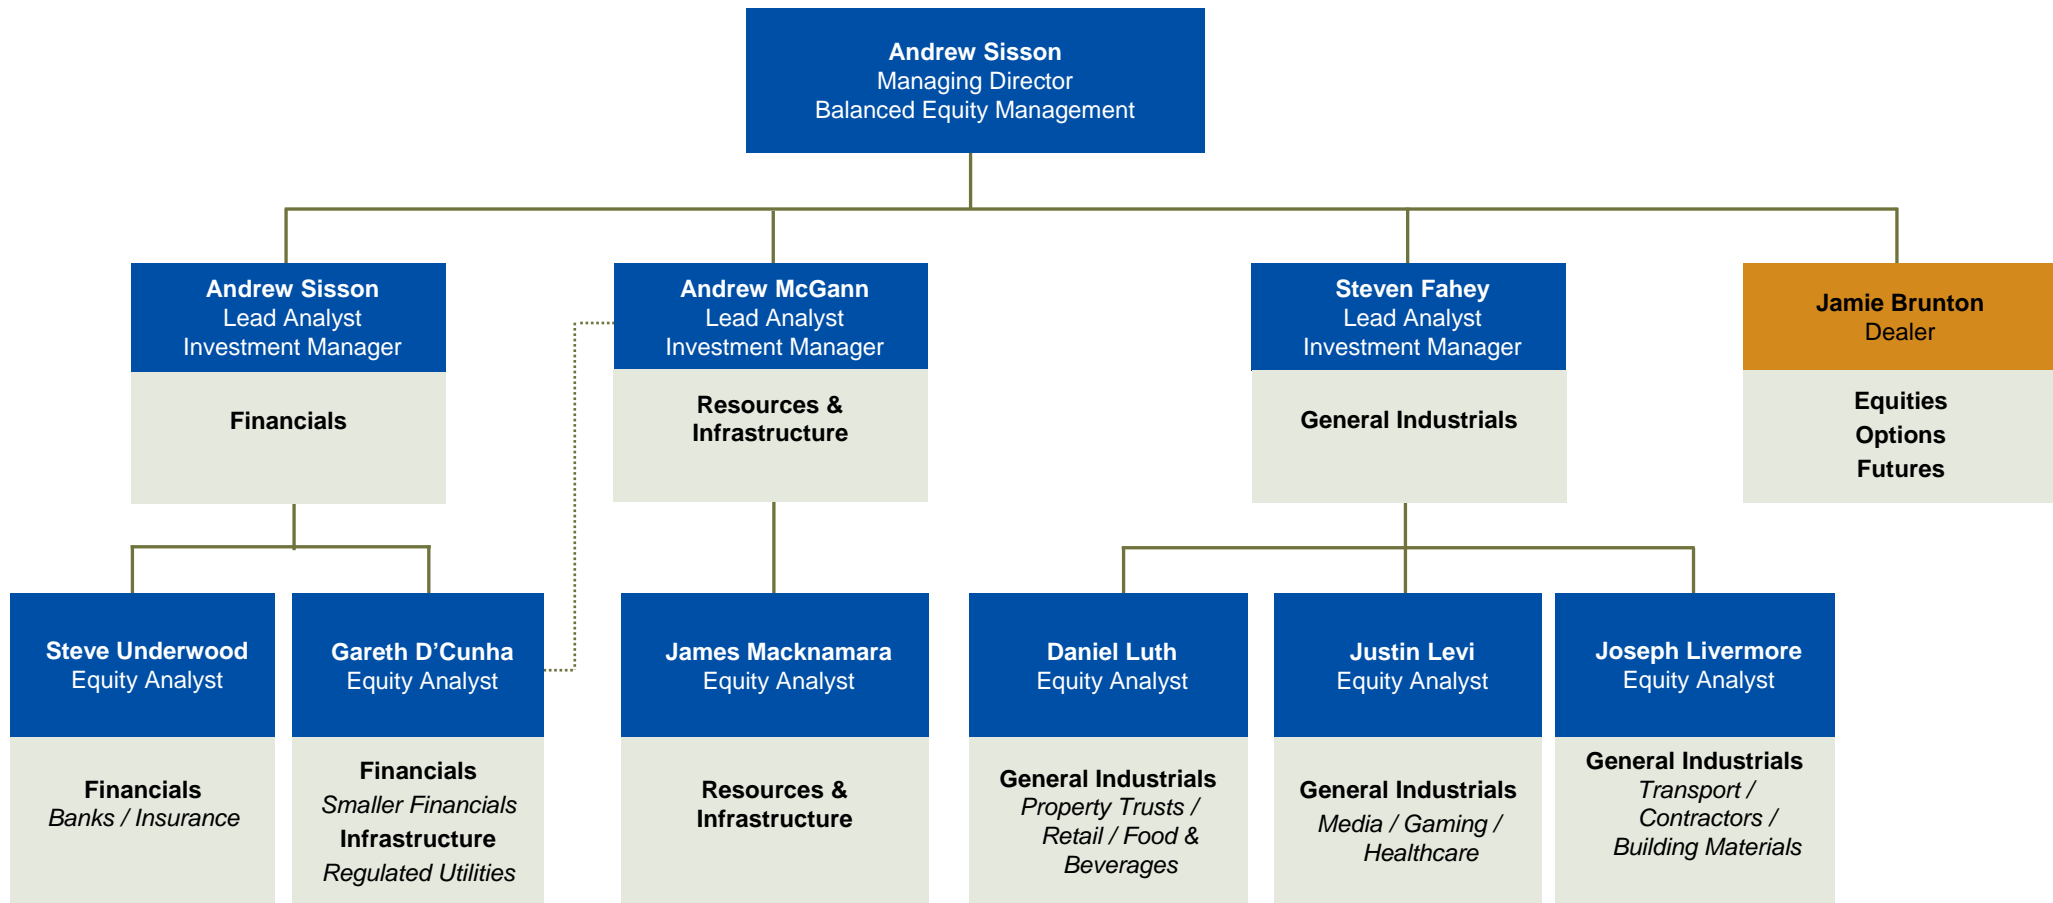 Andrew Sisson
Managing Director
Balanced Equity Management
Andrew Sisson
Lead Analyst
Investment Manager
Financials
Andrew McGann
Lead Analyst
Investment Manager
Resources &
Infrastructure
Steven Fahey
Lead Analyst
Investment Manager
General Industrials
Jamie Brunton
Dealer
Equities
Options
Futures
Steve Underwood
Equity Analyst
Financials
Banks / Insurance
Gareth D’Cunha
Equity Analyst
Financials
Smaller Financials
Infrastructure
Regulated Utilities
James Macknamara
Equity Analyst
Resources &
Infrastructure
Daniel Luth
Equity Analyst
General Industrials
Property Trusts /
Retail / Food &
Beverages
Justin Levi
Equity Analyst
General Industrials
Media / Gaming /
Healthcare
Joseph Livermore
Equity Analyst
General Industrials
Transport /
Contractors /
Building Materials